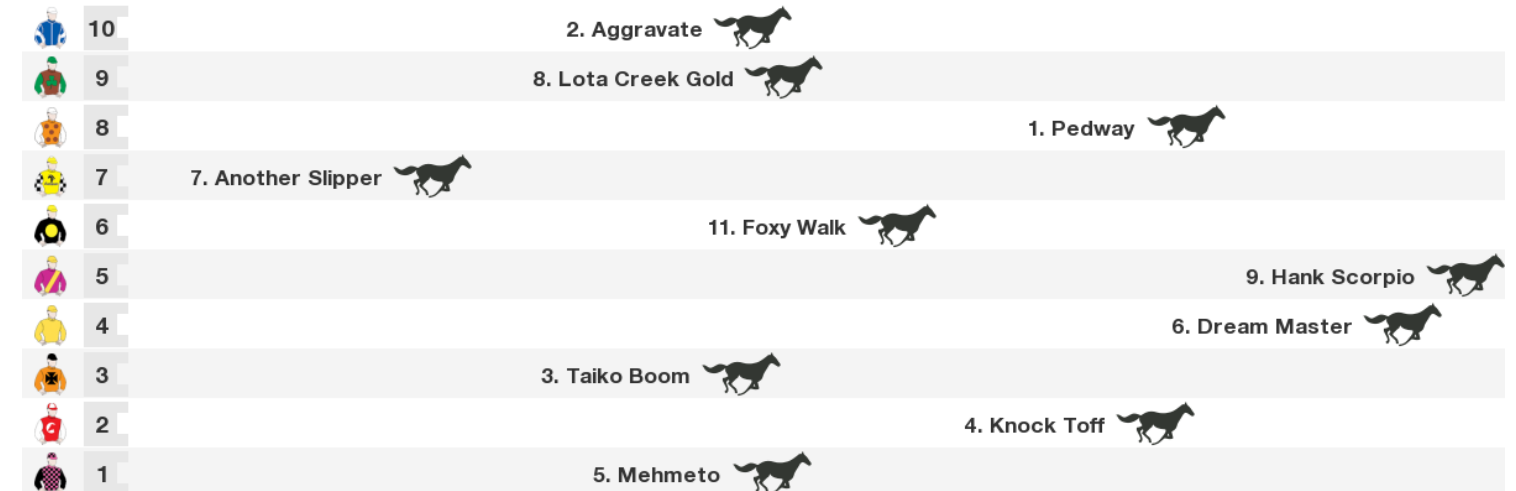 10 2. Aggravate
9 8. Lota Creek Gold
8 1. Pedway
7 7. Another Slipper
6 11. Foxy Walk
5 9. Hank Scorpio
4 6. Dream Master
3 3. Taiko Boom
2 4. Knock Toff
1 5. Mehmeto